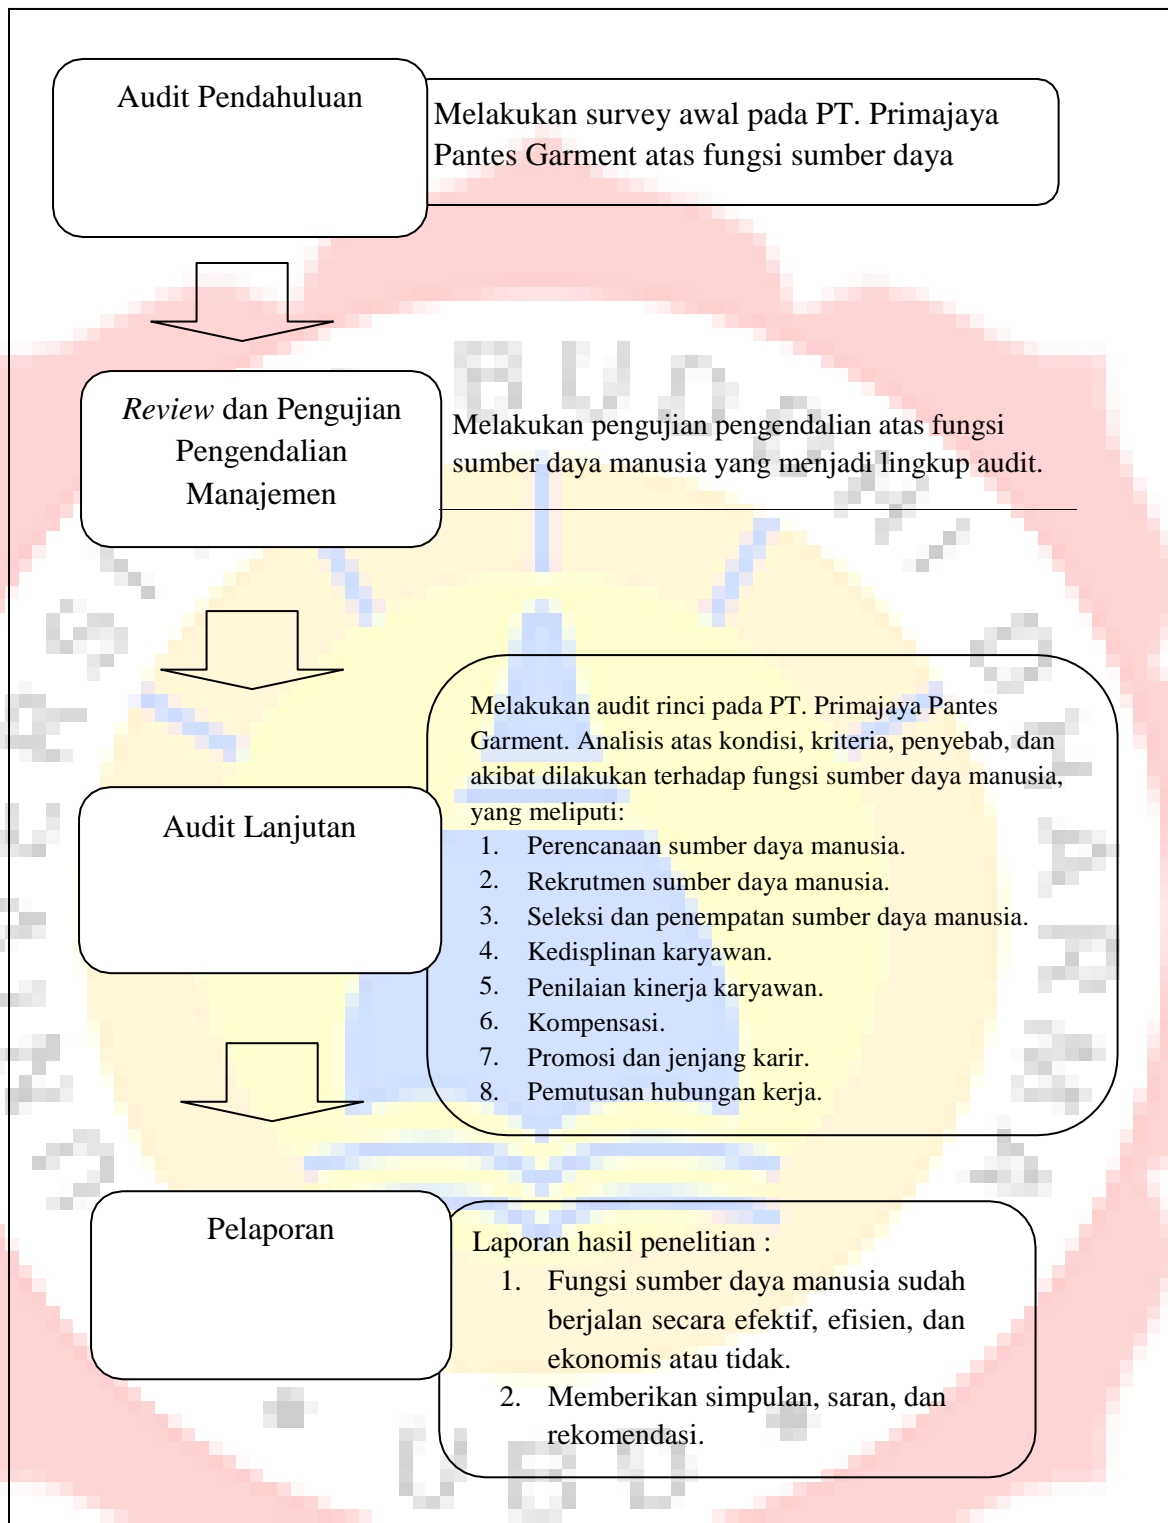 Audit Pendahuluan
Melakukan survey awal pada PT. Primajaya
Pantes Garment atas fungsi sumber daya
Review dan Pengujian
Pengendalian
Manajemen
Melakukan pengujian pengendalian atas fungsi
sumber daya manusia yang menjadi lingkup audit.
Audit Lanjutan
Melakukan audit rinci pada PT. Primajaya Pantes
Garment. Analisis atas kondisi, kriteria, penyebab, dan
akibat dilakukan terhadap fungsi sumber daya manusia,
yang meliputi:
1. Perencanaan sumber daya manusia.
2. Rekrutmen sumber daya manusia.
3. Seleksi dan penempatan sumber daya manusia.
4. Kedisplinan karyawan.
5. Penilaian kinerja karyawan.
6. Kompensasi.
7. Promosi dan jenjang karir.
8. Pemutusan hubungan kerja.
Pelaporan
Laporan hasil penelitian :
1. Fungsi sumber daya manusia sudah
berjalan secara efektif, efisien, dan
ekonomis atau tidak.
2. Memberikan simpulan, saran, dan
rekomendasi.
UNIVERSITAS BUDDHI DHARMA
UBD